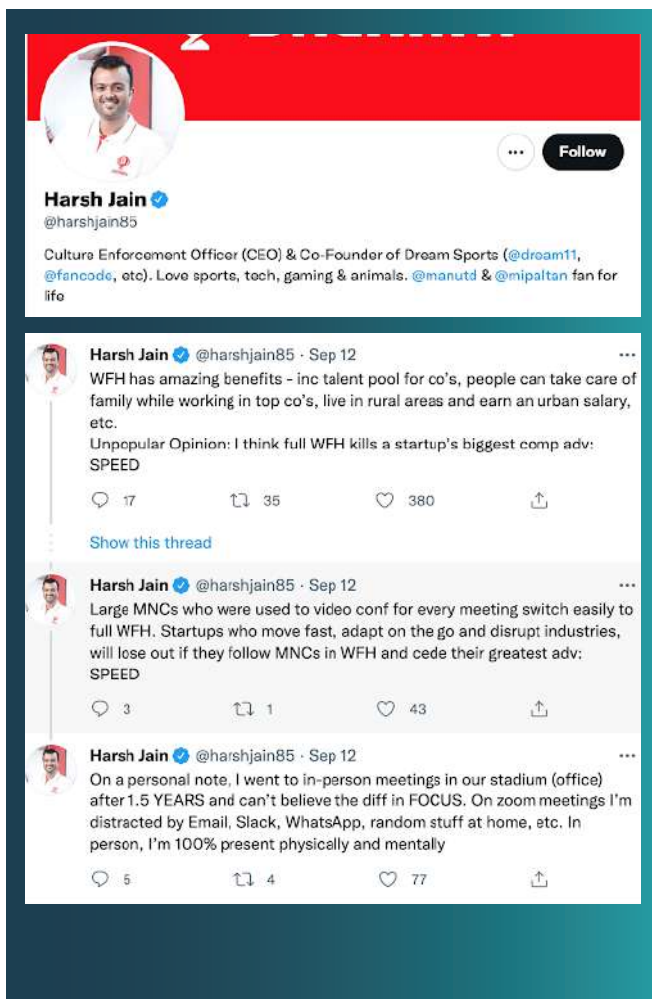 Follow
Harsh Jain
@harshjain85
Culture Enforcement Officer (CEO) & Co-Founder of Dream Sports (@dream11,
@fancode, etc). Love sports, tech, gaming & animals. @manutd & @mipaltan fan for
life
Harsh Jain @harshjain85 · Sep 12
WFH has amazing benefits - inc talent pool for co's, people can take care of
family while working in top co's, live in rural areas and earn an urban salary,
etc.
Unpopular Opinion: I think full WFH kills a startup's biggest comp adv:
SPEED
17 35 380
Show this thread
Harsh Jain @harshjain85 · Sep 12
Large MNCs who were used to video conf for every meeting switch easily to
full WFH. Startups who move fast, adapt on the go and disrupt industries,
will lose out if they follow MNCs in WFH and cede their greatest adv:
SPEED
3 1 43
Harsh Jain @harshjain85 · Sep 12
On a personal note, I went to in-person meetings in our stadium (office)
after 1.5 YEARS and can't believe the diff in FOCUS. On zoom meetings I'm
distracted by Email, Slack, WhatsApp, random stuff at home, etc. In
person, I'm 100% present physically and mentally
5 4 77